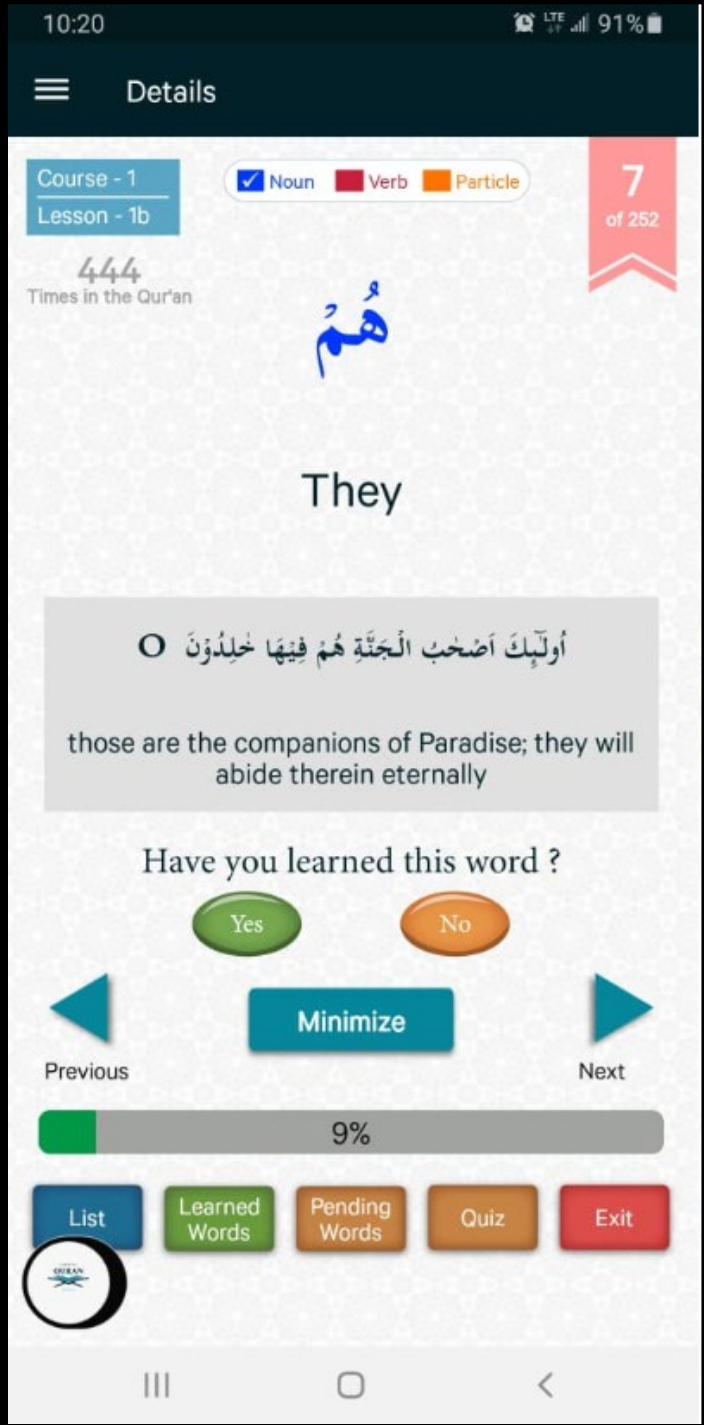 10:20 LTE 91%
Details
Course - 1
Lesson - 1b
Noun Verb Particle
7
of 252
444
Times in the Qur'an
هُمْ
They
اُولٰٓئِكَ اَصْحٰبُ الْجَنَّةِ هُمْ فِيْهَا خٰلِدُوْنَ O
those are the companions of Paradise; they will
abide therein eternally
Have you learned this word ?
Yes No
Minimize
Previous Next
9%
List Learned Words Pending Words Quiz Exit
QURAN